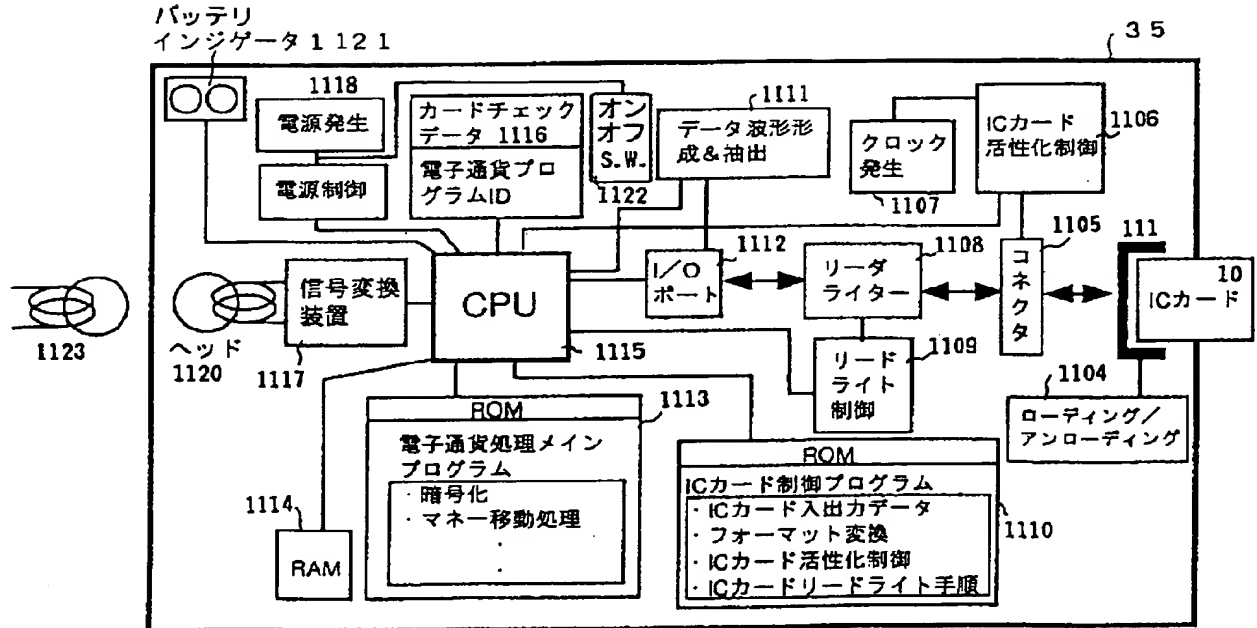 バッテリ
インジゲータ1121
35
1118
電源発生
電源制御
カードチェック
データ 1116
電子通貨プロ
グラムID
オン
オフ
S.W.
1122
1111
データ波形形
成&抽出
クロック
発生
1107
ICカード
活性化制御
1106
1105
コネクタ
111
10
ICカード
1112
I/O
ポート
1108
リーダ
ライター
1123
ヘッド
1120
信号変換
装置
1117
CPU
1115
1109
リード
ライト
制御
1104
ローディング/
アンローディング
1114
RAM
ROM
1113
電子通貨処理メイン
プログラム
・暗号化
・マネー移動処理
・
・
ROM
ICカード制御プログラム
・ICカード入出力データ
・フォーマット変換
・ICカード活性化制御
・ICカードリードライト手順
1110